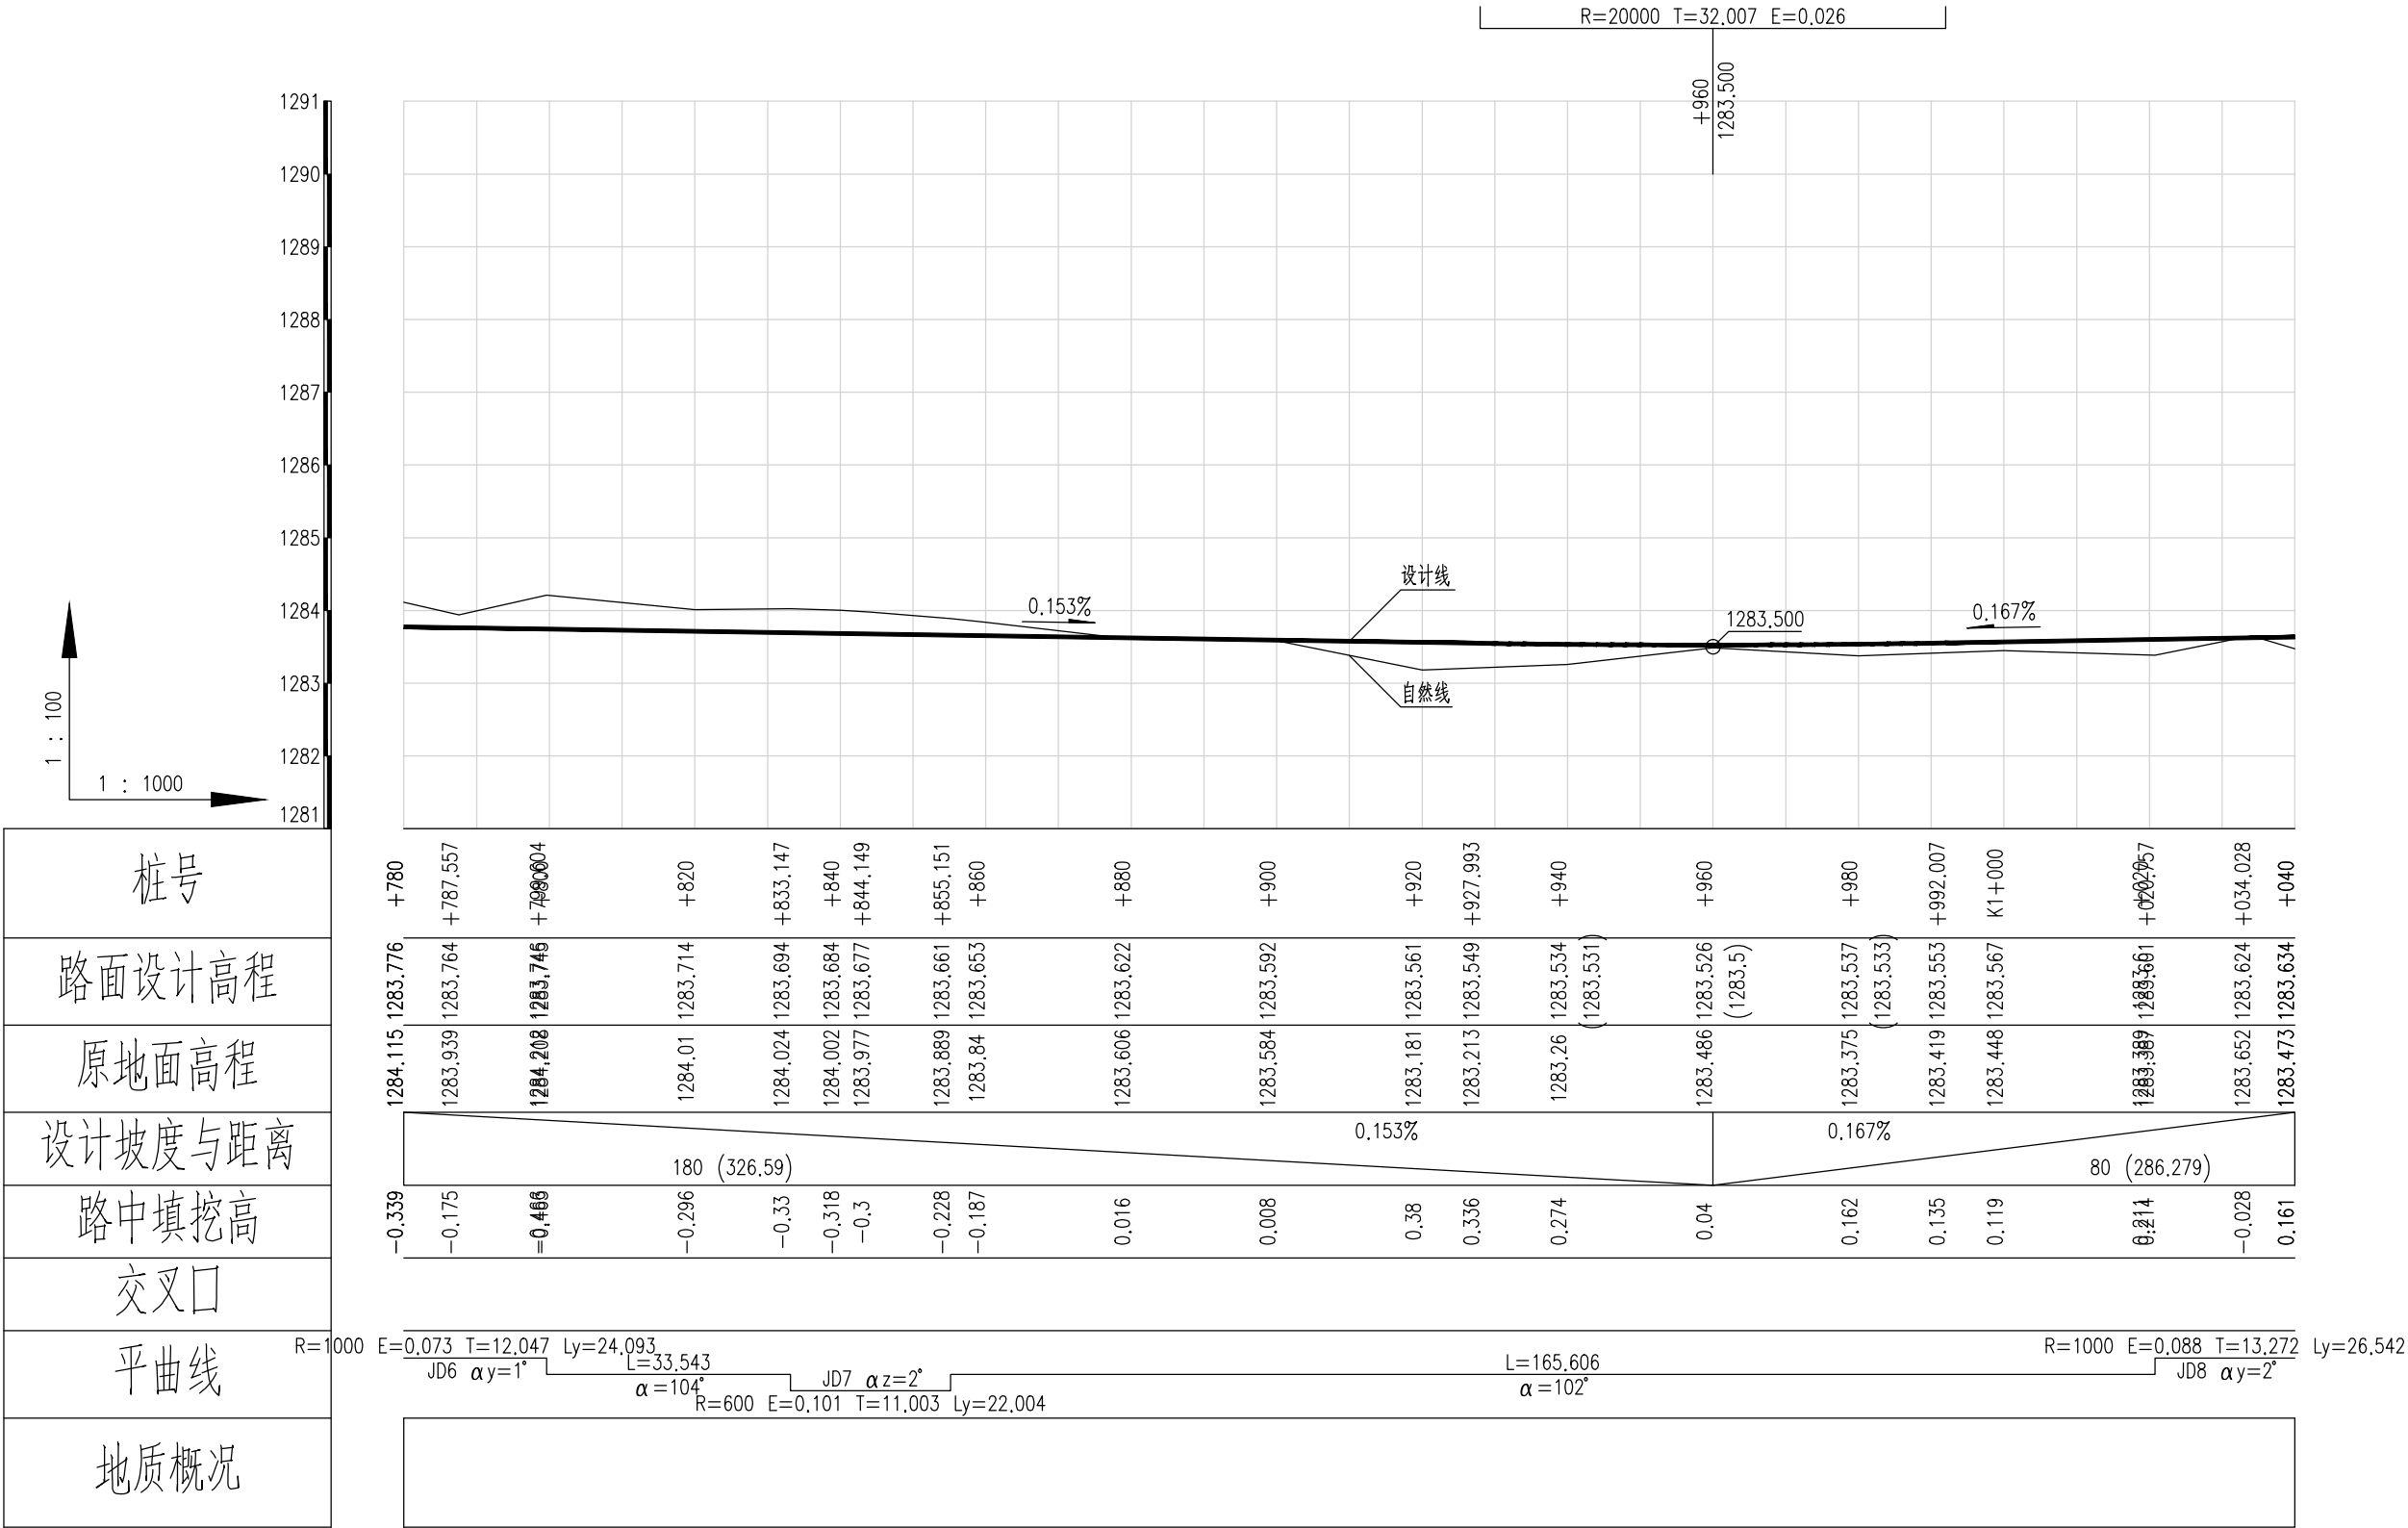 R=20000 T=32.007 E=0.026
+960
1283.500
1291
1290
1289
1288
1287
1286
1285
1284
1283
1282
1281
1 : 100
1 : 1000
0.153%
设计线
自然线
1283.500
0.167%
桩号
+780 +787.557 +820 +833.147 +840 +844.149 +855.151 +860 +880 +900 +920 +927.993 +940 +960 +980 +992.007 K1+000 +020.757 +034.028 +040
路面设计高程
1283.776 1283.764 1283.714 1283.694 1283.684 1283.677 1283.661 1283.653 1283.622 1283.592 1283.561 1283.549 1283.534 (1283.531) 1283.526 (1283.5) 1283.537 (1283.533) 1283.553 1283.567 1283.624 1283.634
原地面高程
1284.115 1283.939 1284.01 1284.024 1284.002 1283.977 1283.889 1283.84 1283.606 1283.584 1283.181 1283.213 1283.26 1283.486 1283.375 1283.419 1283.448 1283.652 1283.473
设计坡度与距离
0.153% 0.167%
180 (326.59) 80 (286.279)
路中填挖高
-0.339 -0.175 -0.296 -0.33 -0.318 -0.3 -0.228 -0.187 0.016 0.008 0.38 0.336 0.274 0.04 0.162 0.135 0.119 0.214 -0.028 0.161
交叉口
平曲线
R=1000 E=0.073 T=12.047 Ly=24.093
JD6 αy=1°
L=33.543
α=104°
JD7 αz=2°
R=600 E=0.101 T=11.003 Ly=22.004
L=165.606
α=102°
R=1000 E=0.088 T=13.272 Ly=26.542
JD8 αy=2°
地质概况